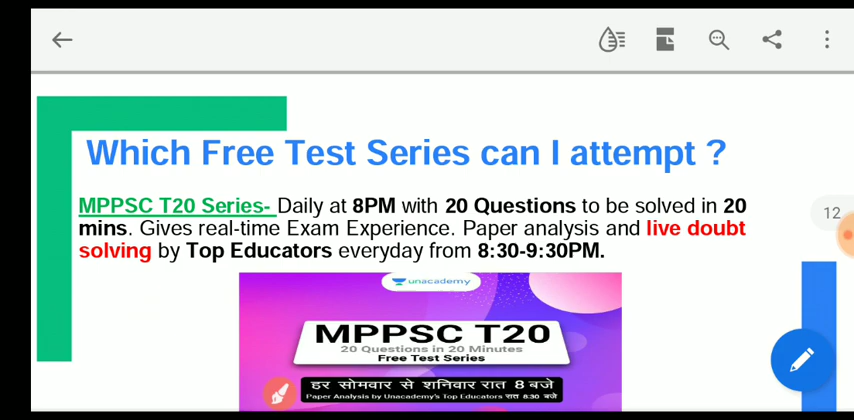 Which Free Test Series can I attempt ?
MPPSC T20 Series- Daily at 8PM with 20 Questions to be solved in 20
mins. Gives real-time Exam Experience. Paper analysis and live doubt
solving by Top Educators everyday from 8:30-9:30PM.
12
unacademy
MPPSC T20
20 Questions in 20 Minutes
Free Test Series
हर सोमवार से शनिवार रात 8 बजे
Paper Analysis by Unacademy's Top Educators रात 8:30 बजे